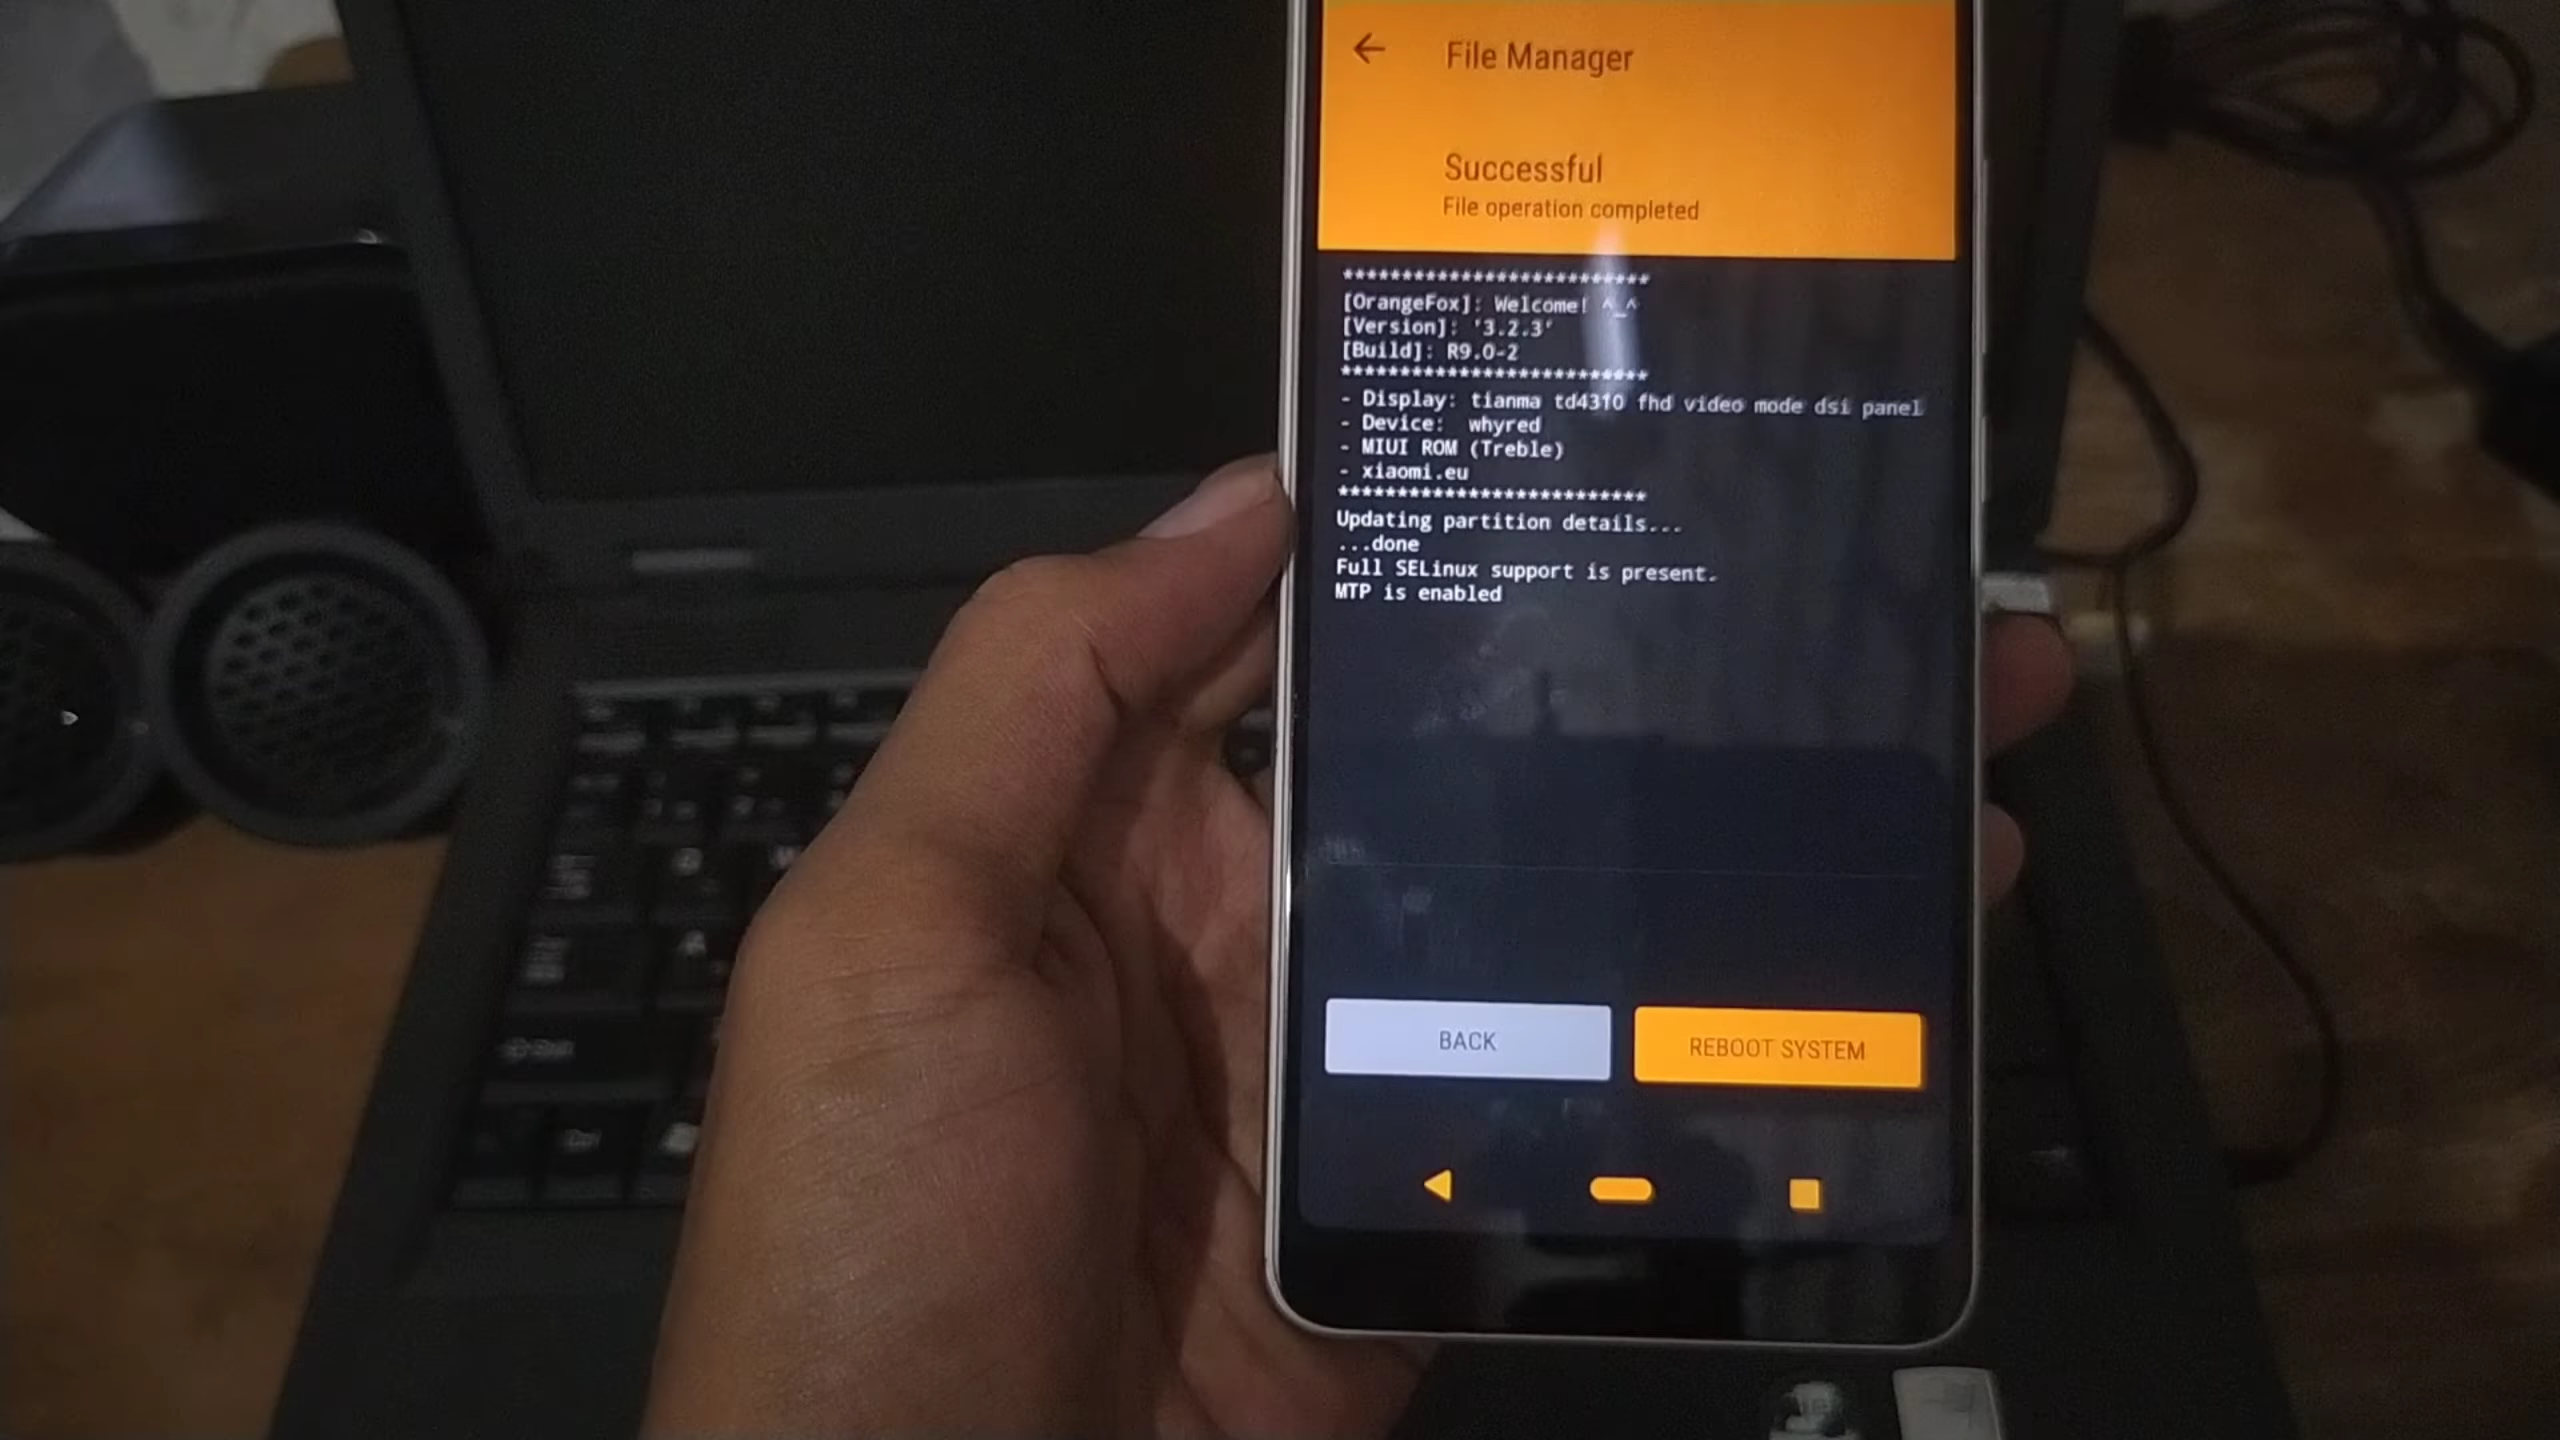 File Manager
Successful
File operation completed
**************************
[OrangeFox]: Welcome! ^_^
[Version]: '3.2.3'
[Build]: R9.0-2
**************************
- Display: tianma td4310 fhd video mode dsi panel
- Device:  whyred
- MIUI ROM (Treble)
- xiaomi.eu
**************************
Updating partition details...
...done
Full SELinux support is present.
MTP is enabled
BACK
REBOOT SYSTEM